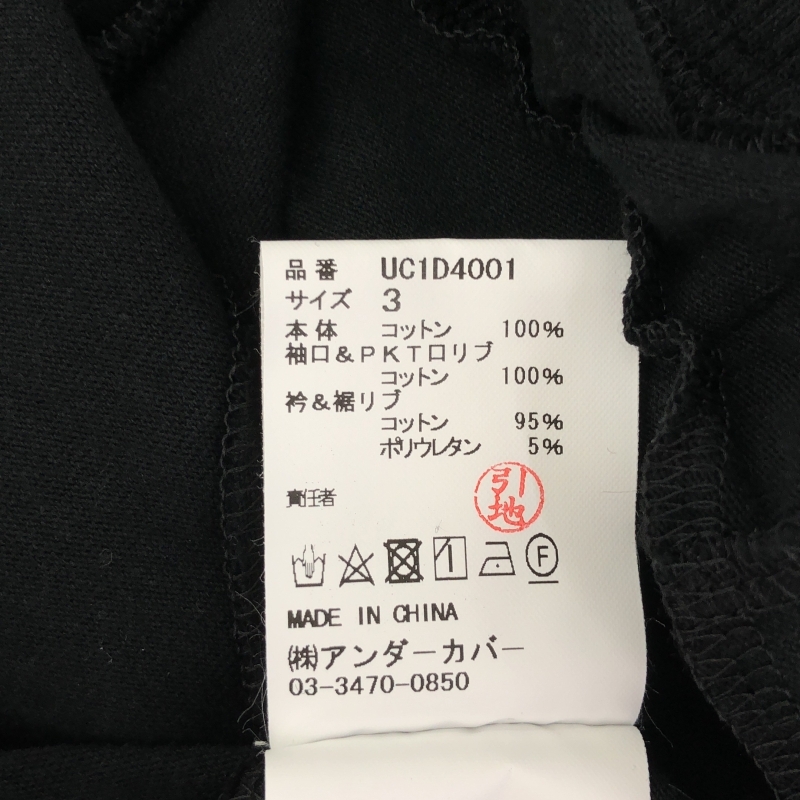 品番 UC1D4001
サイズ 3
本体 コットン 100%
袖口&PKT口リブ
コットン 100%
衿&裾リブ
コットン 95%
ポリウレタン 5%
責任者 引地
F
MADE IN CHINA
㈱アンダーカバー
03-3470-0850